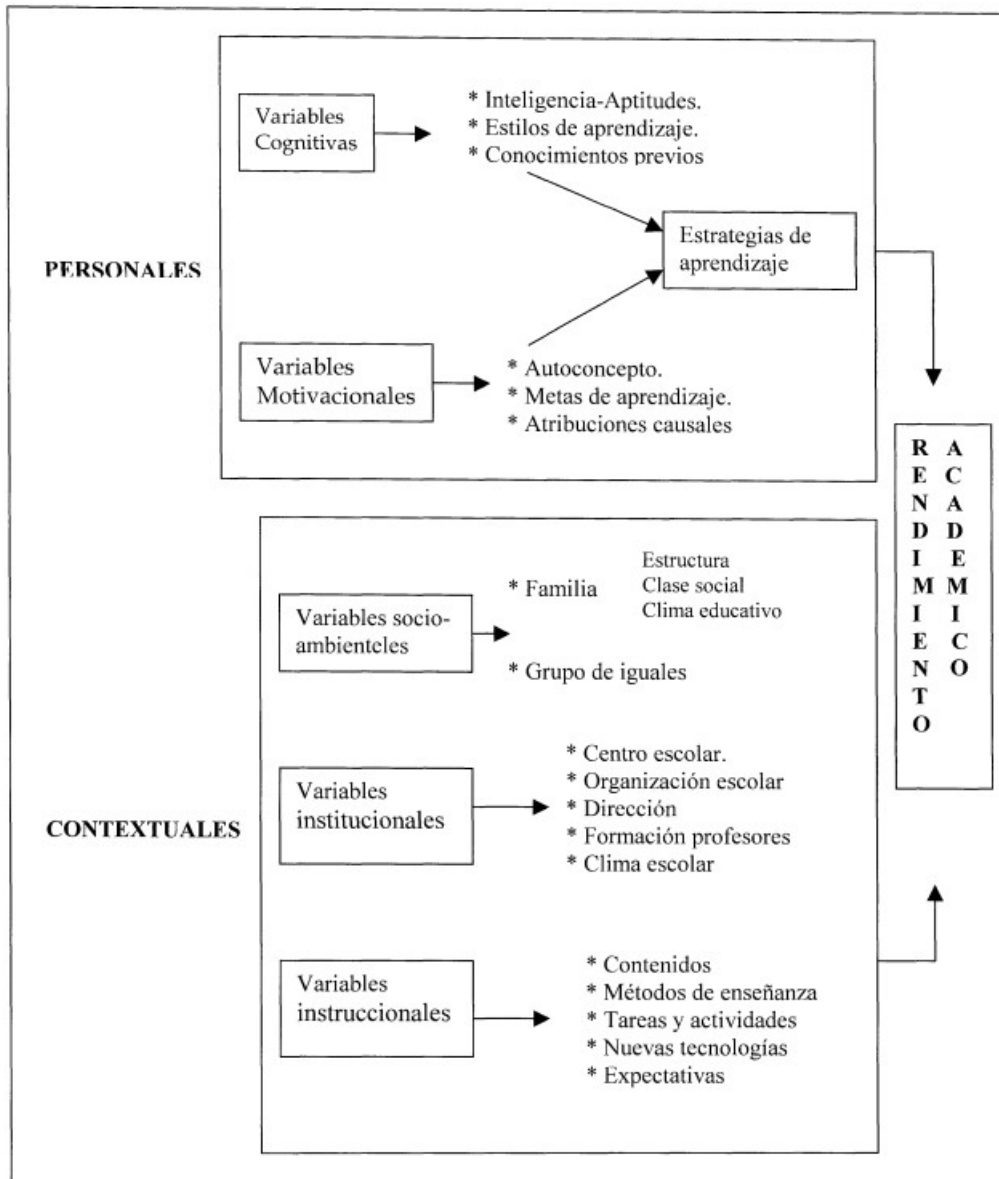 Variables
Cognitivas
* Inteligencia-Aptitudes.
* Estilos de aprendizaje.
* Conocimientos previos
PERSONALES
Estrategias de
aprendizaje
Variables
Motivacionales
* Autoconcepto.
* Metas de aprendizaje.
* Atribuciones causales
RENDIMIENTO
ACADEMICO
Variables socio-
ambienteles
* Familia
Estructura
Clase social
Clima educativo
* Grupo de iguales
CONTEXTUALES
Variables
institucionales
* Centro escolar.
* Organización escolar
* Dirección
* Formación profesores
* Clima escolar
Variables
instruccionales
* Contenidos
* Métodos de enseñanza
* Tareas y actividades
* Nuevas tecnologías
* Expectativas